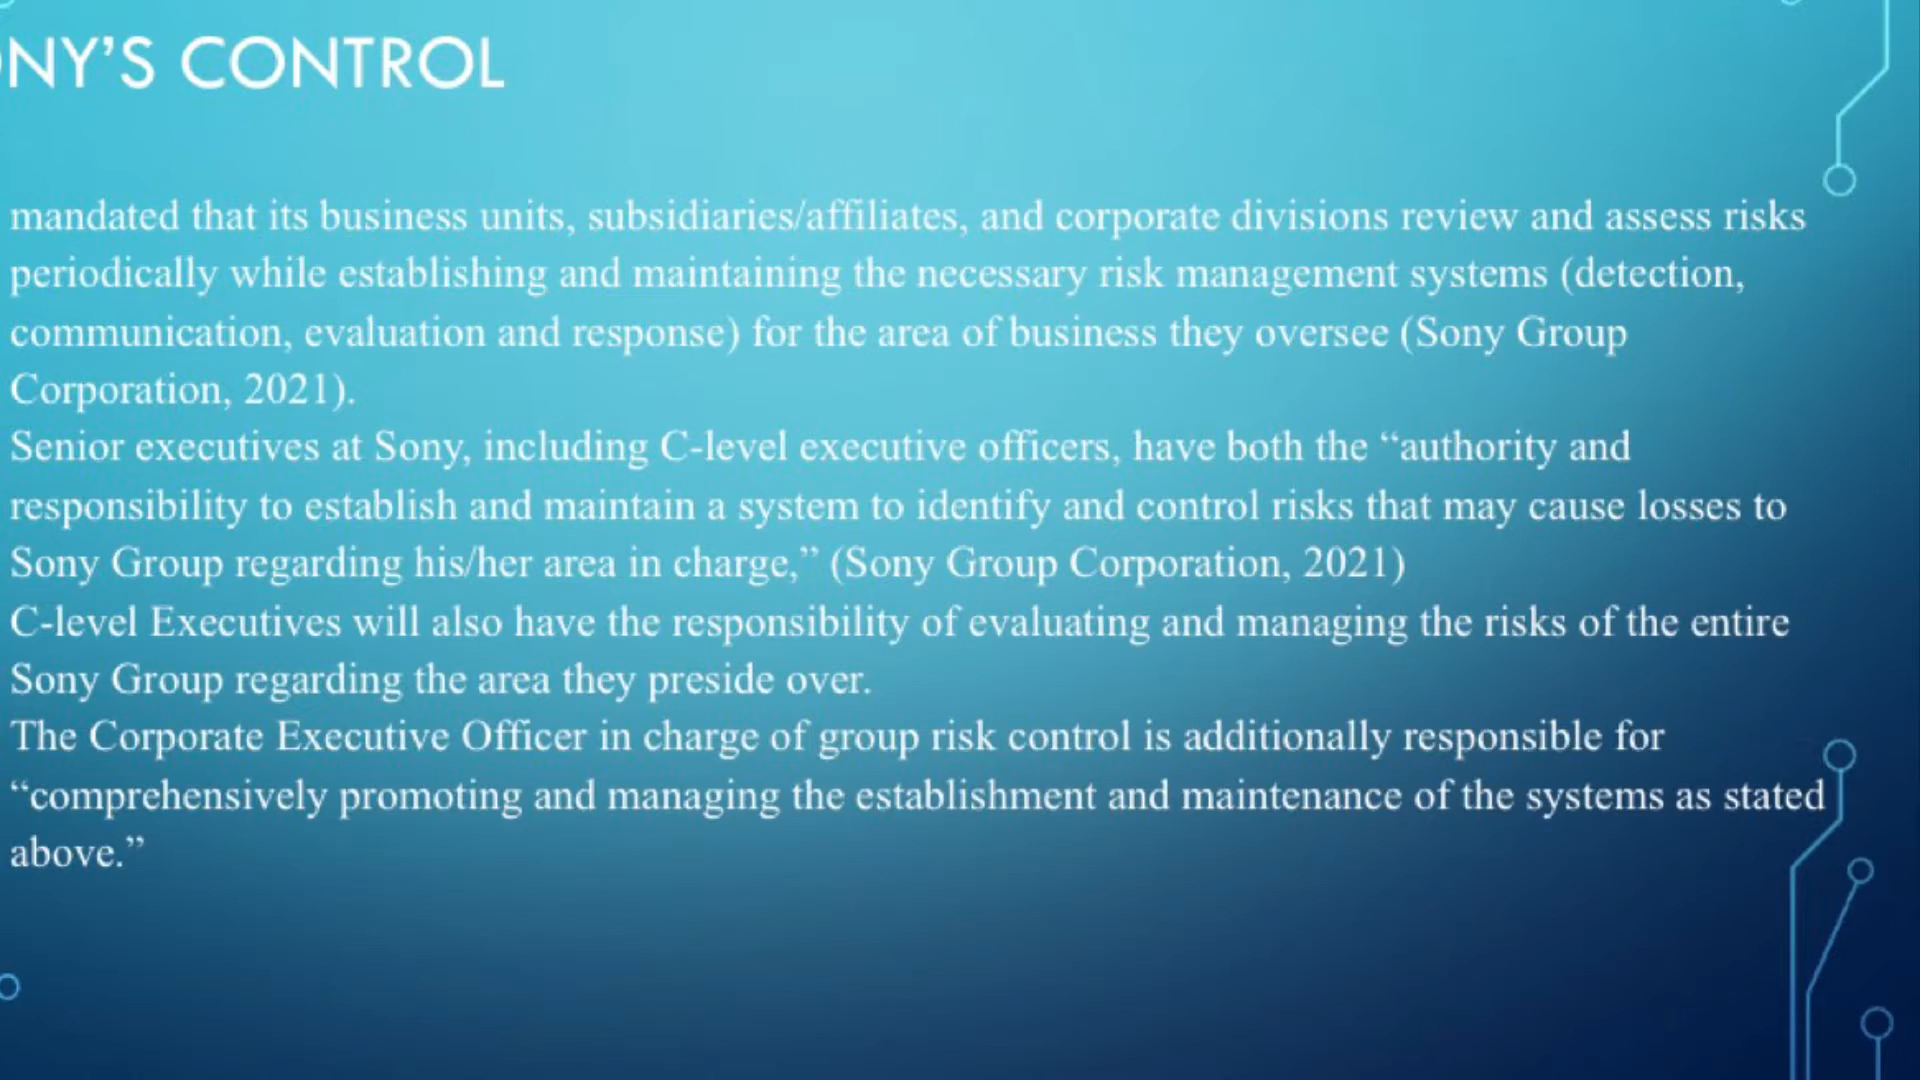 NY’S CONTROL
mandated that its business units, subsidiaries/affiliates, and corporate divisions review and assess risks
periodically while establishing and maintaining the necessary risk management systems (detection,
communication, evaluation and response) for the area of business they oversee (Sony Group
Corporation, 2021).
Senior executives at Sony, including C-level executive officers, have both the “authority and
responsibility to establish and maintain a system to identify and control risks that may cause losses to
Sony Group regarding his/her area in charge,” (Sony Group Corporation, 2021)
C-level Executives will also have the responsibility of evaluating and managing the risks of the entire
Sony Group regarding the area they preside over.
The Corporate Executive Officer in charge of group risk control is additionally responsible for
“comprehensively promoting and managing the establishment and maintenance of the systems as stated
above.”